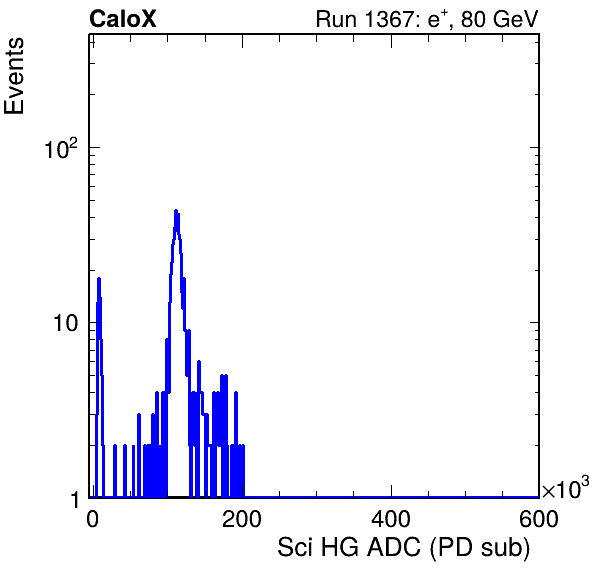 CaloX Run 1367: e⁺, 80 GeV
Events
10²
10
1
0 200 400 600
×10³
Sci HG ADC (PD sub)